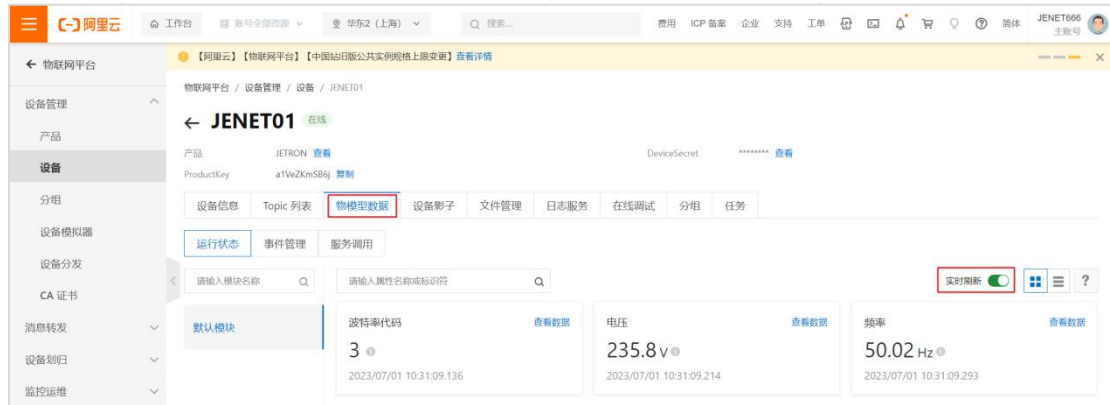 阿里云 工作台 账号全部资源 华东2（上海） 搜索... 费用 ICP 备案 企业 支持 工单 简体 JENET666
主账号
物联网平台
【阿里云】【物联网平台】【中国站旧版公共实例规格上限变更】查看详情
设备管理
产品
设备
分组
设备模拟器
设备分发
CA 证书
消息转发
设备划归
监控运维
物联网平台 / 设备管理 / 设备 / JENET01
JENET01 在线
产品 JETRON 查看 DeviceSecret ******** 查看
ProductKey a1VeZKmSB6j 复制
设备信息 Topic 列表 物模型数据 设备影子 文件管理 日志服务 在线调试 分组 任务
运行状态 事件管理 服务调用
请输入模块名称 请输入属性名称或标识符 实时刷新 ?
默认模块
波特率代码 查看数据 电压 查看数据 频率 查看数据
3 235.8 V 50.02 Hz
2023/07/01 10:31:09.136 2023/07/01 10:31:09.214 2023/07/01 10:31:09.293